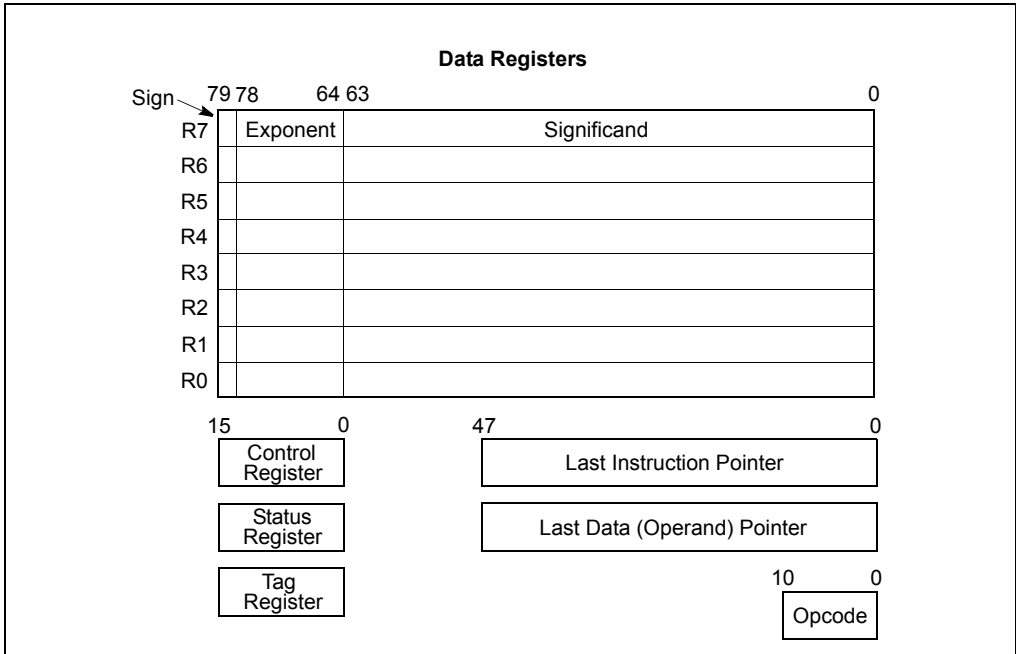 Data Registers
Sign 79 78 64 63 0
R7 Exponent Significand
R6
R5
R4
R3
R2
R1
R0
15 0 47 0
Control
Register
Last Instruction Pointer
Status
Register
Last Data (Operand) Pointer
10 0
Tag
Register
Opcode